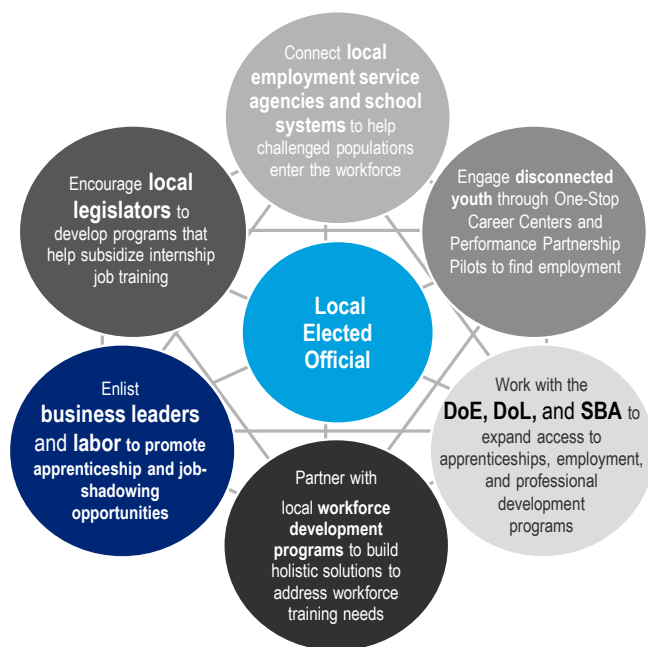 Connect local
employment service
agencies and school
systems to help
challenged populations
enter the workforce
Encourage local
legislators to
develop programs that
help subsidize internship
job training
Engage disconnected
youth through One-Stop
Career Centers and
Performance Partnership
Pilots to find employment
Local
Elected
Official
Enlist
business leaders
and labor to promote
apprenticeship and job-
shadowing
opportunities
Work with the
DoE, DoL, and SBA to
expand access to
apprenticeships, employment,
and professional
development
programs
Partner with
local workforce
development
programs to build
holistic solutions to
address workforce
training needs